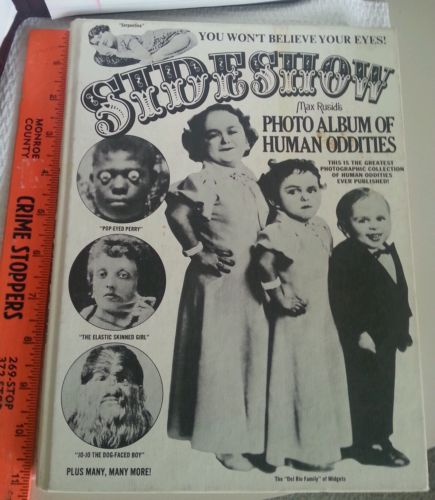 "Serpentina"
YOU WON'T BELIEVE YOUR EYES!
SIDESHOW
Max Rusid's
PHOTO ALBUM OF
HUMAN ODDITIES
THIS IS THE GREATEST
PHOTOGRAPHIC COLLECTION
OF HUMAN ODDITIES
EVER PUBLISHED!
"POP-EYED PERRY"
"THE ELASTIC SKINNED GIRL"
"JO-JO THE DOG-FACED BOY"
PLUS MANY, MANY MORE!
The "Del Rio Family" of Midgets
MONROE
COUNTY
CRIME STOPPERS
269-STOP